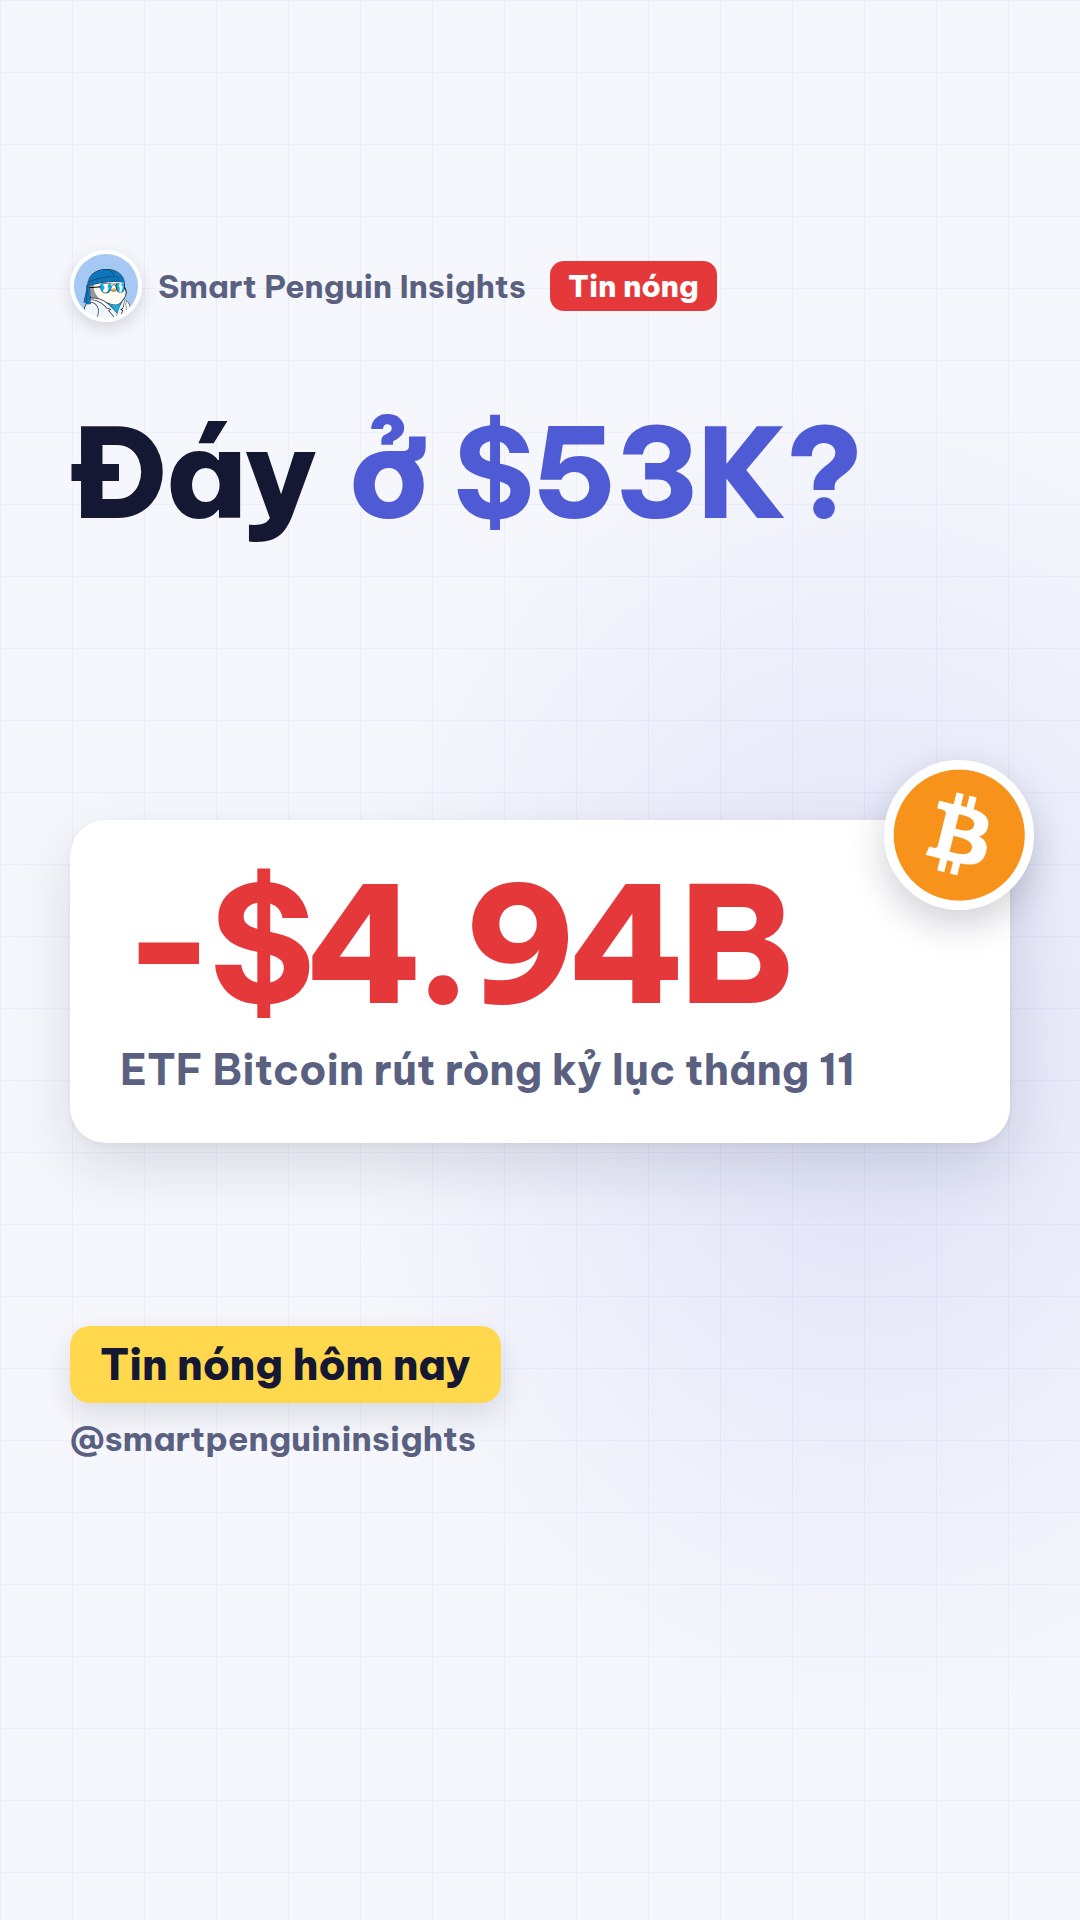 Smart Penguin Insights
Tin nóng
Đáy ở $53K?
-$4.94B
ETF Bitcoin rút ròng kỷ lục tháng 11
Tin nóng hôm nay
@smartpenguininsights